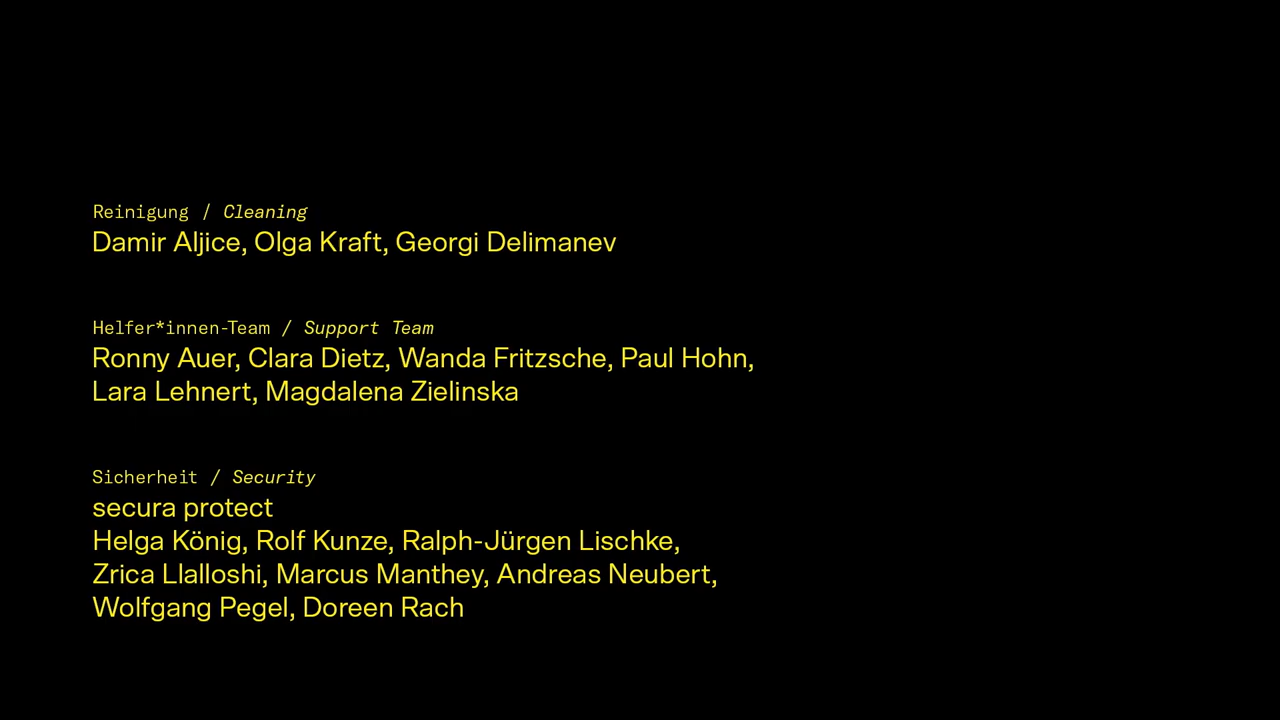 Reinigung / Cleaning
Damir Aljice, Olga Kraft, Georgi Delimanev
Helfer*innen-Team / Support Team
Ronny Auer, Clara Dietz, Wanda Fritzsche, Paul Hohn,
Lara Lehnert, Magdalena Zielinska
Sicherheit / Security
secura protect
Helga König, Rolf Kunze, Ralph-Jürgen Lischke,
Zrica Llalloshi, Marcus Manthey, Andreas Neubert,
Wolfgang Pegel, Doreen Rach